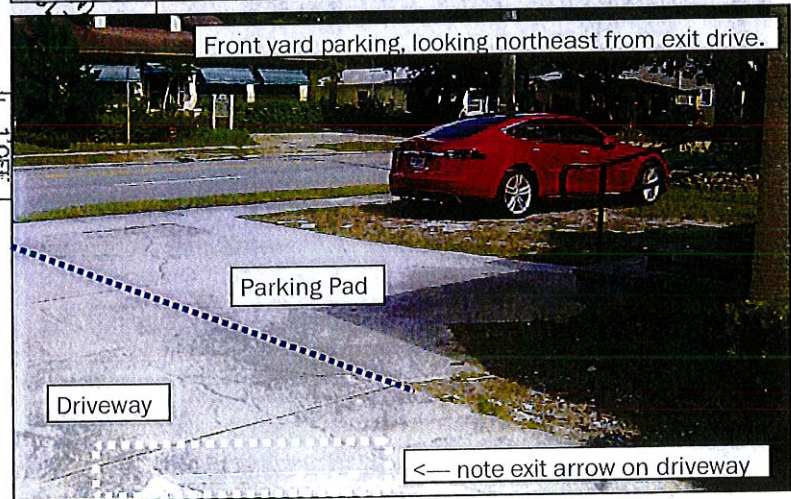 Front yard parking, looking northeast from exit drive.
Parking Pad
Driveway
<— note exit arrow on driveway